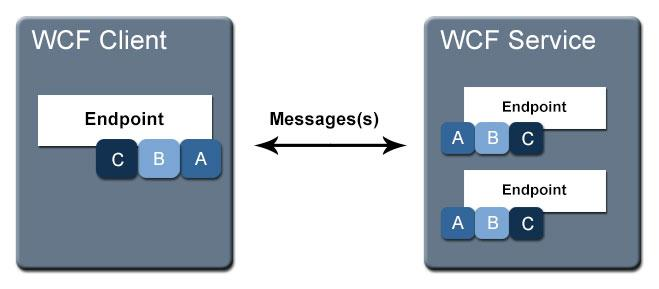 WCF Client
Endpoint
C B A
Messages(s)
WCF Service
Endpoint
A B C
Endpoint
A B C